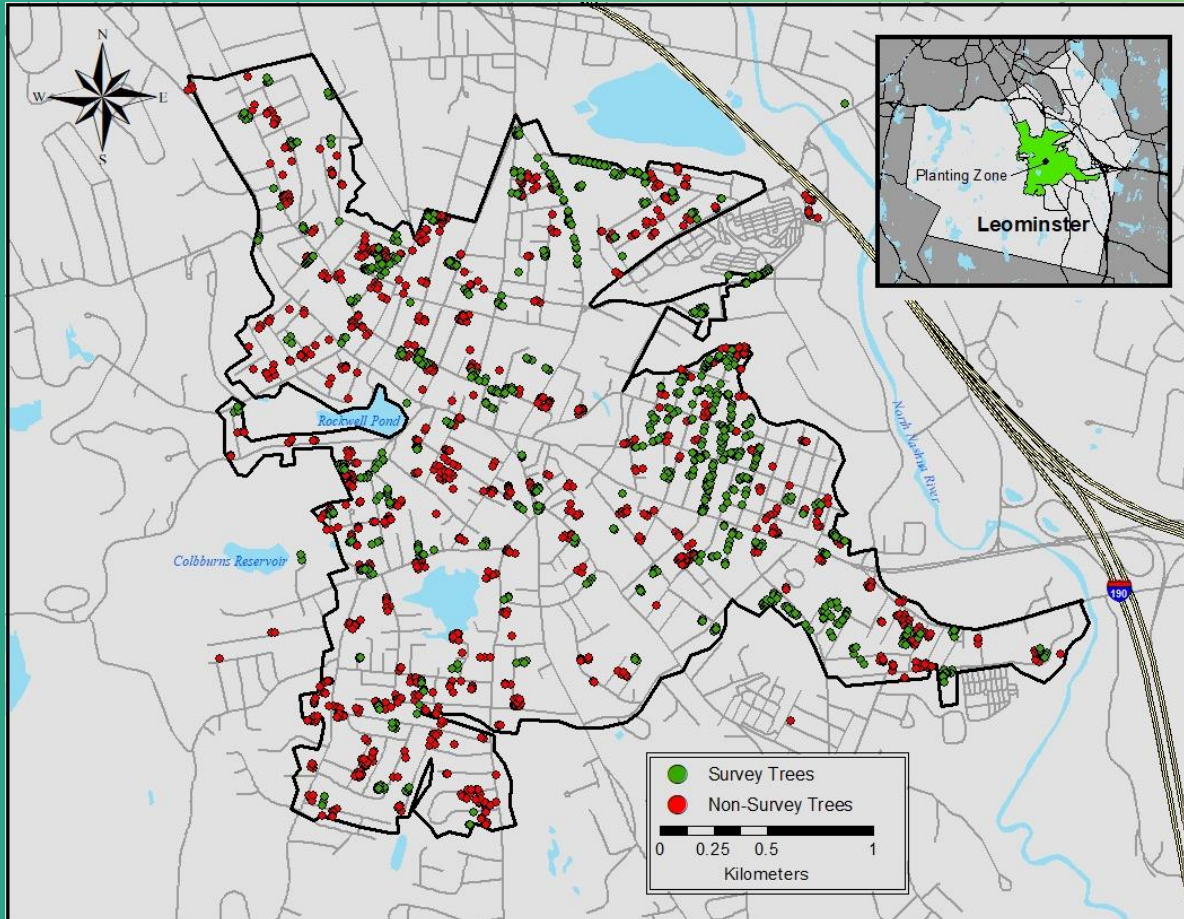 N
W
E
S
Planting Zone
Leominster
Rockwell Pond
North Nashua River
Colbburns Reservoir
190
Survey Trees
Non-Survey Trees
0 0.25 0.5 1
Kilometers